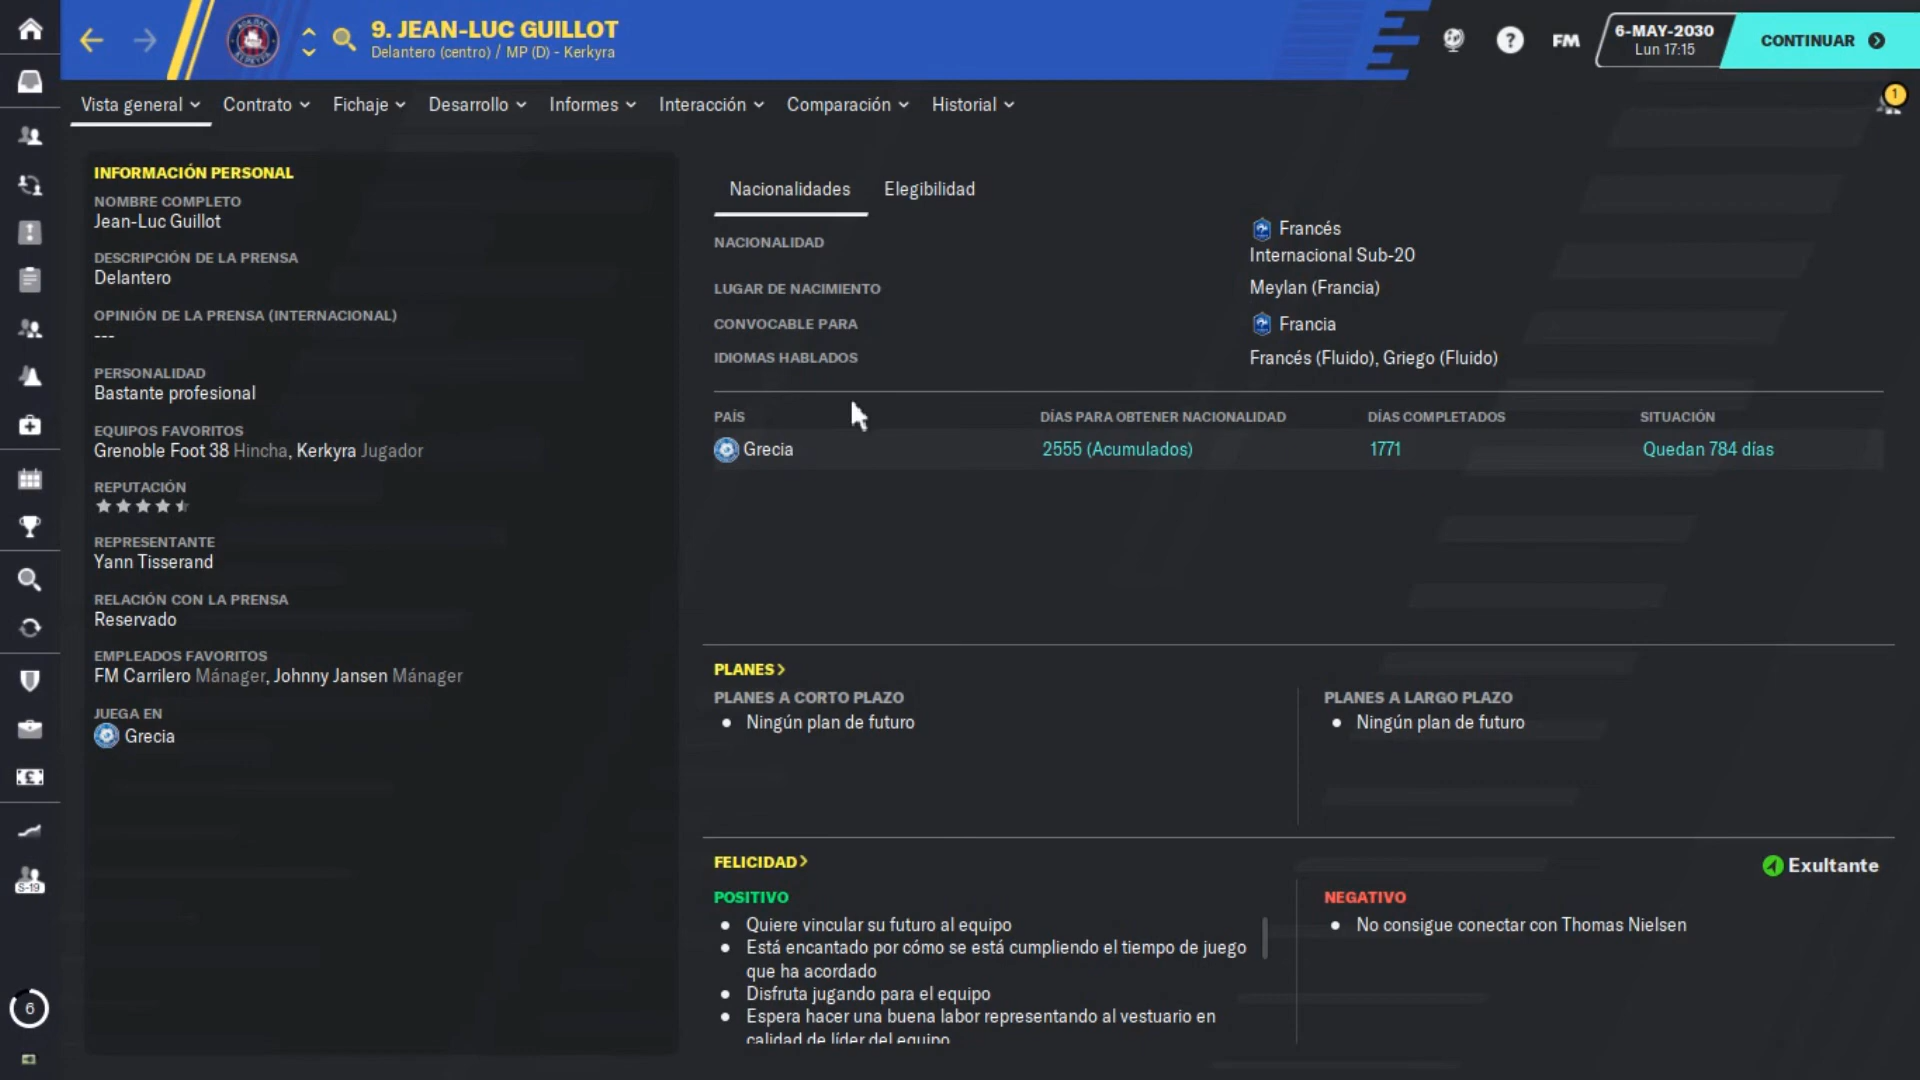 9. JEAN-LUC GUILLOT
Delantero (centro) / MP (D) - Kerkyra
FM
6-MAY-2030
Lun 17:15
CONTINUAR
Vista general
Contrato
Fichaje
Desarrollo
Informes
Interacción
Comparación
Historial
1
INFORMACIÓN PERSONAL
NOMBRE COMPLETO
Jean-Luc Guillot
DESCRIPCIÓN DE LA PRENSA
Delantero
OPINIÓN DE LA PRENSA (INTERNACIONAL)
---
PERSONALIDAD
Bastante profesional
EQUIPOS FAVORITOS
Grenoble Foot 38 Hincha, Kerkyra Jugador
REPUTACIÓN
REPRESENTANTE
Yann Tisserand
RELACIÓN CON LA PRENSA
Reservado
EMPLEADOS FAVORITOS
FM Carrilero Mánager, Johnny Jansen Mánager
JUEGA EN
Grecia
Nacionalidades
Elegibilidad
NACIONALIDAD
Francés
Internacional Sub-20
LUGAR DE NACIMIENTO
Meylan (Francia)
CONVOCABLE PARA
Francia
IDIOMAS HABLADOS
Francés (Fluido), Griego (Fluido)
PAÍS
DÍAS PARA OBTENER NACIONALIDAD
DÍAS COMPLETADOS
SITUACIÓN
Grecia
2555 (Acumulados)
1771
Quedan 784 días
PLANES
PLANES A CORTO PLAZO
Ningún plan de futuro
PLANES A LARGO PLAZO
Ningún plan de futuro
FELICIDAD
Exultante
POSITIVO
Quiere vincular su futuro al equipo
Está encantado por cómo se está cumpliendo el tiempo de juego
que ha acordado
Disfruta jugando para el equipo
Espera hacer una buena labor representando al vestuario en
calidad de líder del equipo
NEGATIVO
No consigue conectar con Thomas Nielsen
S-19
6